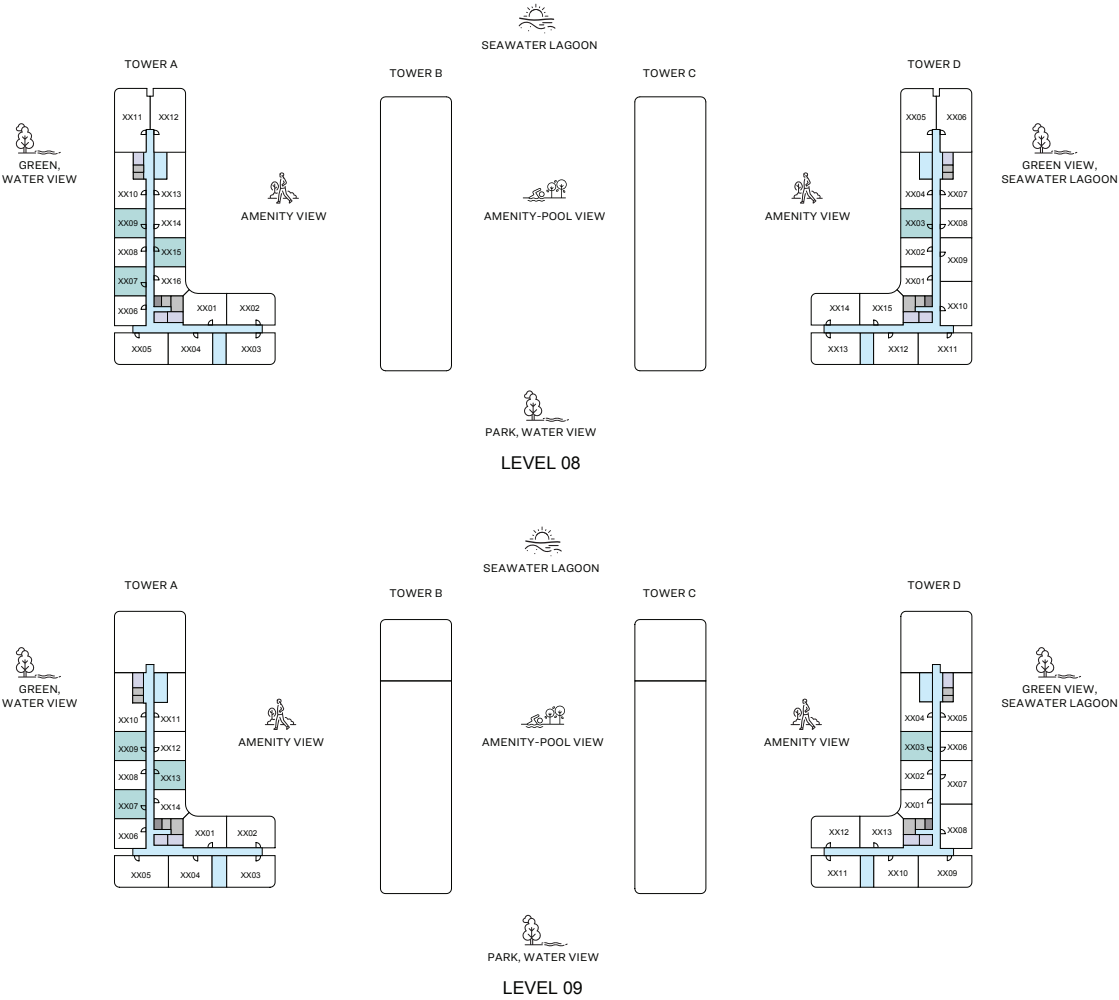 SEAWATER LAGOON
TOWER A
TOWER B
TOWER C
TOWER D
XX11
XX12
XX05
XX06
GREEN,
WATER VIEW
GREEN VIEW,
SEAWATER LAGOON
XX10
XX13
XX04
XX07
AMENITY VIEW
AMENITY-POOL VIEW
AMENITY VIEW
XX09
XX14
XX03
XX08
XX08
XX15
XX02
XX09
XX07
XX16
XX01
XX06
XX01
XX02
XX14
XX15
XX10
XX05
XX04
XX03
XX13
XX12
XX11
PARK, WATER VIEW
LEVEL 08
SEAWATER LAGOON
TOWER A
TOWER B
TOWER C
TOWER D
GREEN,
WATER VIEW
GREEN VIEW,
SEAWATER LAGOON
XX10
XX11
XX04
XX05
AMENITY VIEW
AMENITY-POOL VIEW
AMENITY VIEW
XX09
XX12
XX03
XX06
XX08
XX13
XX02
XX07
XX07
XX14
XX01
XX06
XX01
XX02
XX12
XX13
XX08
XX05
XX04
XX03
XX11
XX10
XX09
PARK, WATER VIEW
LEVEL 09